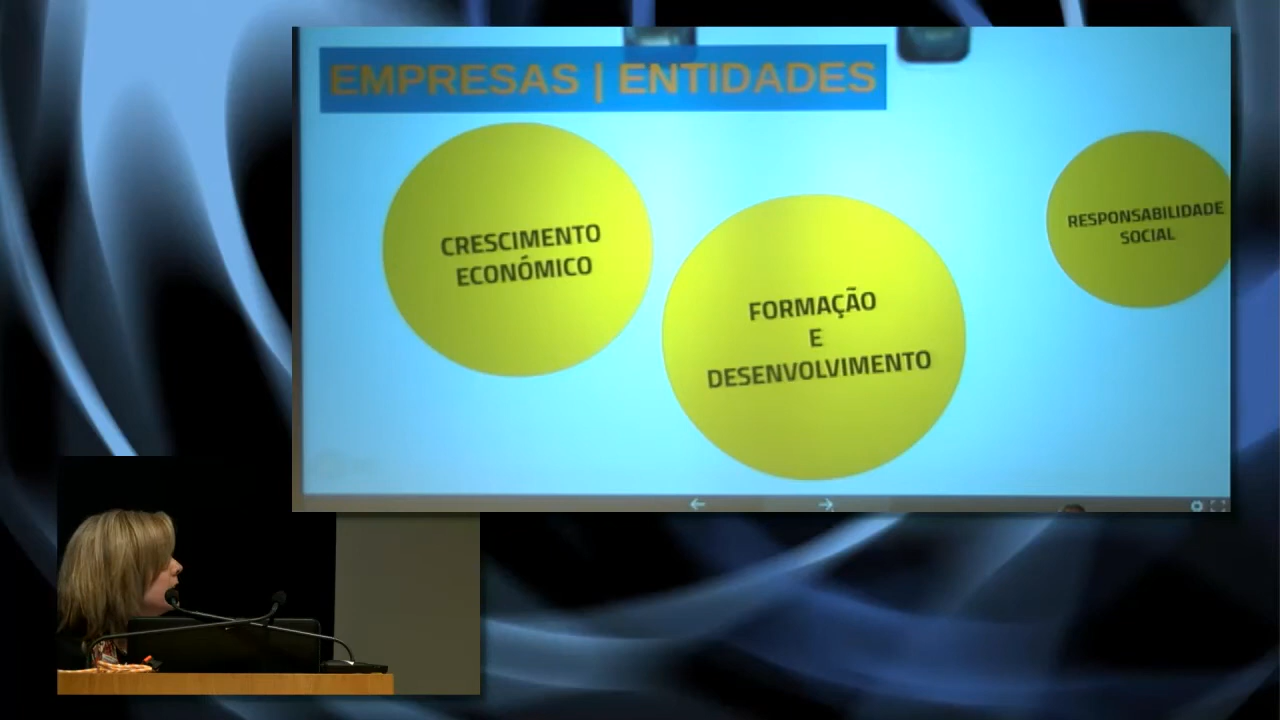 EMPRESAS | ENTIDADES
CRESCIMENTO
ECONÓMICO
FORMAÇÃO
E
DESENVOLVIMENTO
RESPONSABILIDADE
SOCIAL